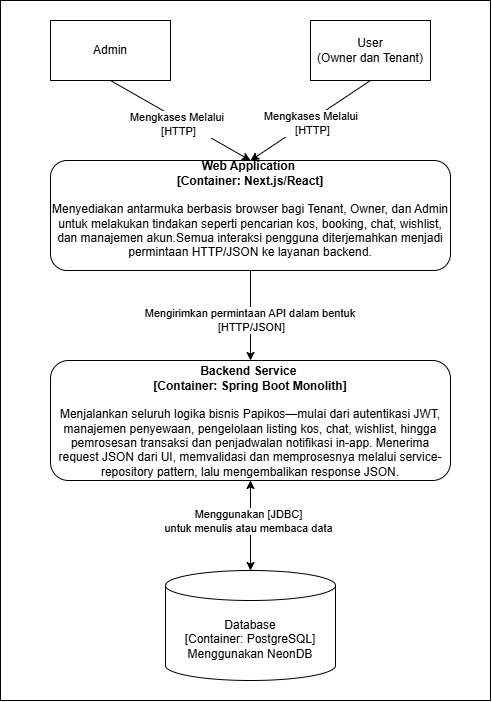 Admin
User
(Owner dan Tenant)
Mengkases Melalui
[HTTP]
Mengkases Melalui
[HTTP]
Web Application
[Container: Next.js/React]
Menyediakan antarmuka berbasis browser bagi Tenant, Owner, dan Admin
untuk melakukan tindakan seperti pencarian kos, booking, chat, wishlist,
dan manajemen akun.Semua interaksi pengguna diterjemahkan menjadi
permintaan HTTP/JSON ke layanan backend.
Mengirimkan permintaan API dalam bentuk
[HTTP/JSON]
Backend Service
[Container: Spring Boot Monolith]
Menjalankan seluruh logika bisnis Papikos—mulai dari autentikasi JWT,
manajemen penyewaan, pengelolaan listing kos, chat, wishlist, hingga
pemrosesan transaksi dan penjadwalan notifikasi in-app. Menerima
request JSON dari UI, memvalidasi dan memprosesnya melalui service-
repository pattern, lalu mengembalikan response JSON.
Menggunakan [JDBC]
untuk menulis atau membaca data
Database
[Container: PostgreSQL]
Menggunakan NeonDB